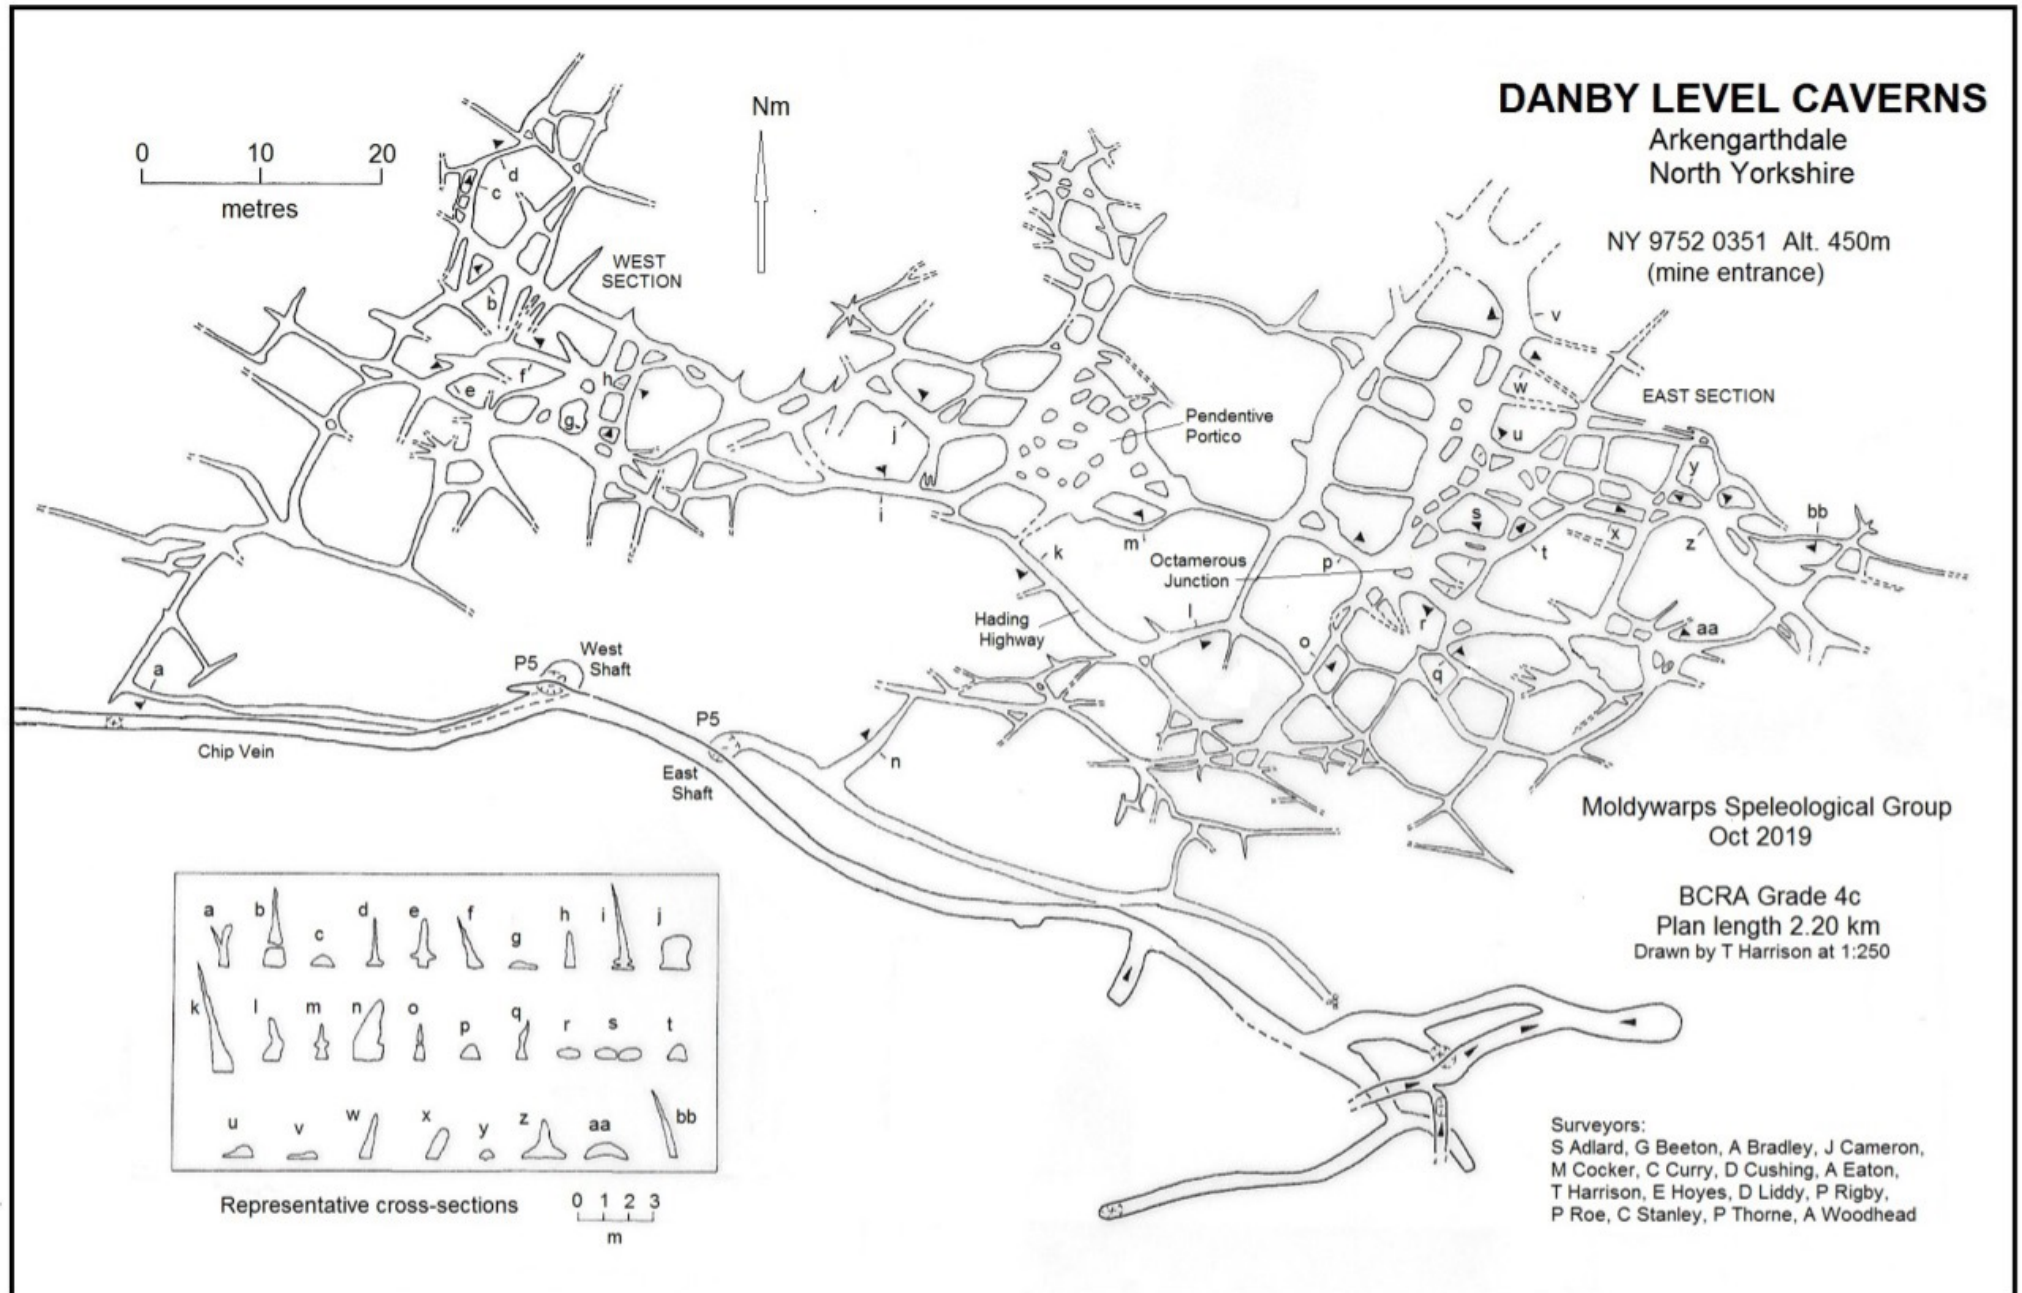 DANBY LEVEL CAVERNS
Arkengarthdale
North Yorkshire
NY 9752 0351 Alt. 450m
(mine entrance)
0 10 20
metres
Nm
WEST
SECTION
EAST SECTION
d
c
b
e
f
g
h
i
j
Pendentive
Portico
m
k
Octamerous
Junction
Hading
Highway
l
p
o
r
q
s
t
u
v
w
x
y
z
aa
bb
a
P5
West
Shaft
P5
East
Shaft
n
Chip Vein
Moldywarps Speleological Group
Oct 2019
BCRA Grade 4c
Plan length 2.20 km
Drawn by T Harrison at 1:250
a b c d e f g h i j
k l m n o p q r s t
u v w x y z aa bb
Representative cross-sections
0 1 2 3
m
Surveyors:
S Adlard, G Beeton, A Bradley, J Cameron,
M Cocker, C Curry, D Cushing, A Eaton,
T Harrison, E Hoyes, D Liddy, P Rigby,
P Roe, C Stanley, P Thorne, A Woodhead